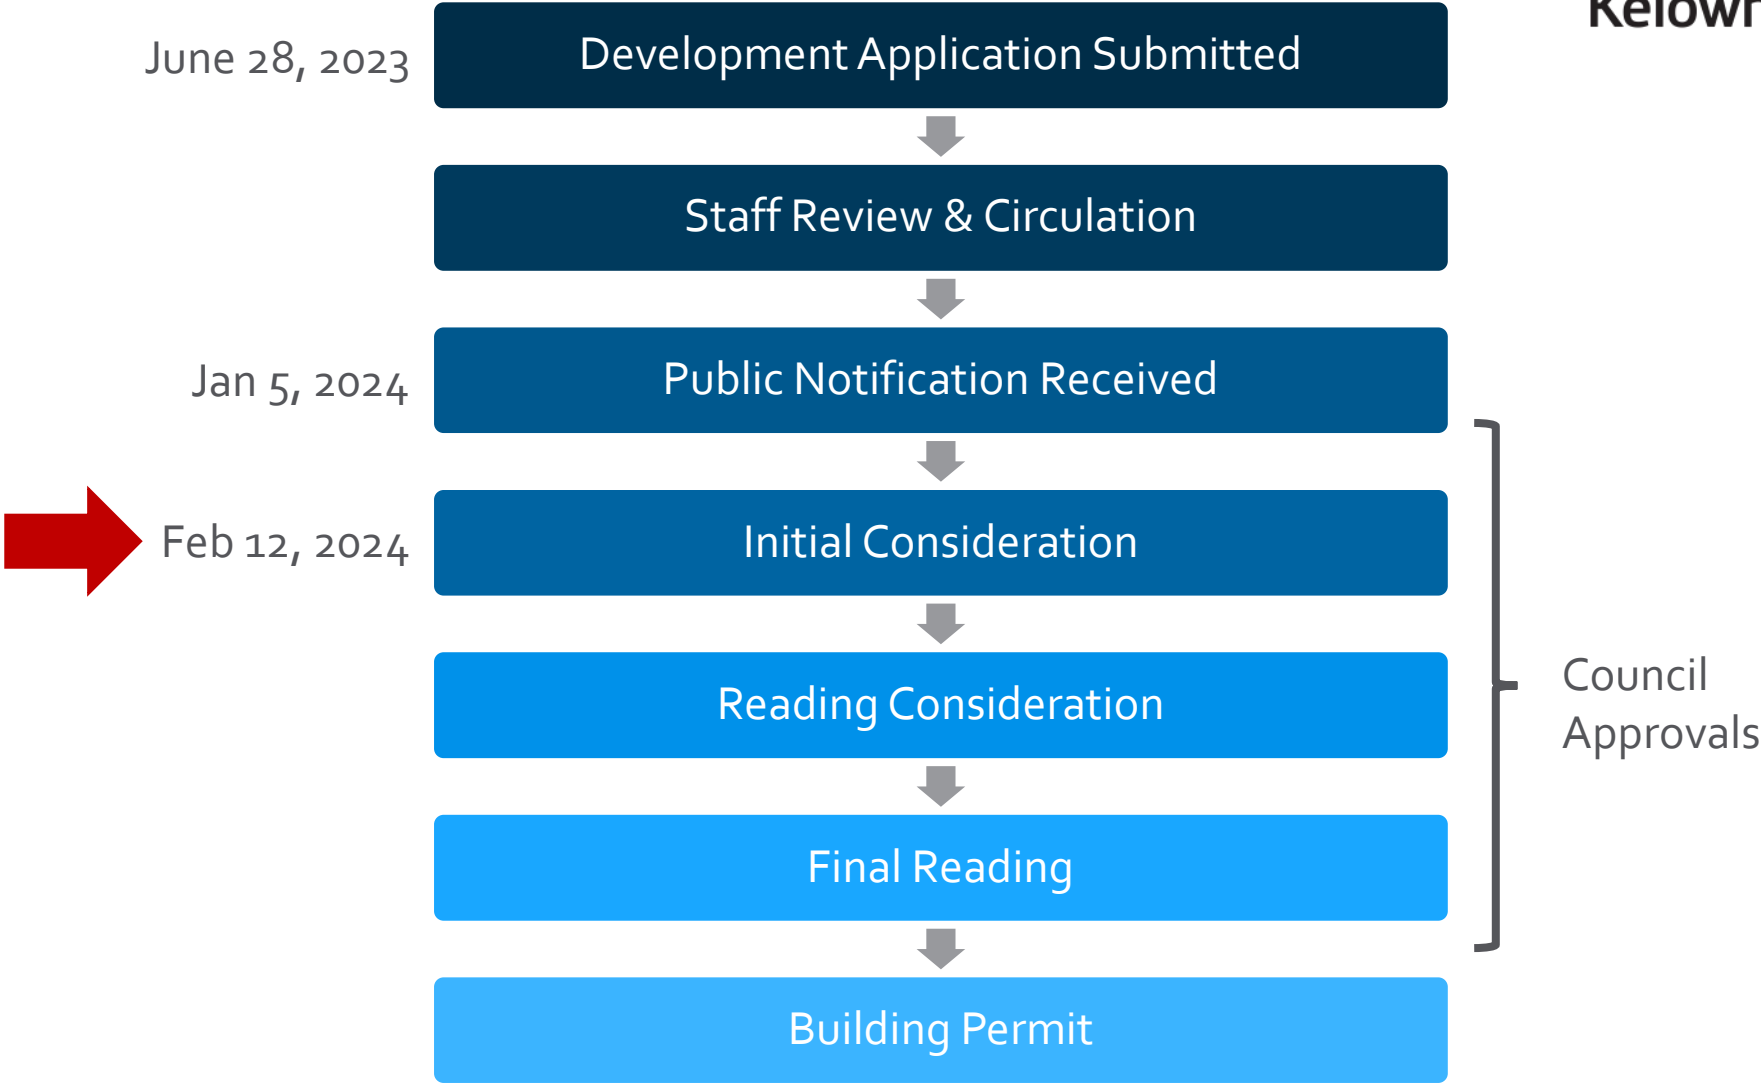 June 28, 2023
Development Application Submitted
Staff Review & Circulation
Jan 5, 2024
Public Notification Received
Feb 12, 2024
Initial Consideration
Reading Consideration
Council
Approvals
Final Reading
Building Permit